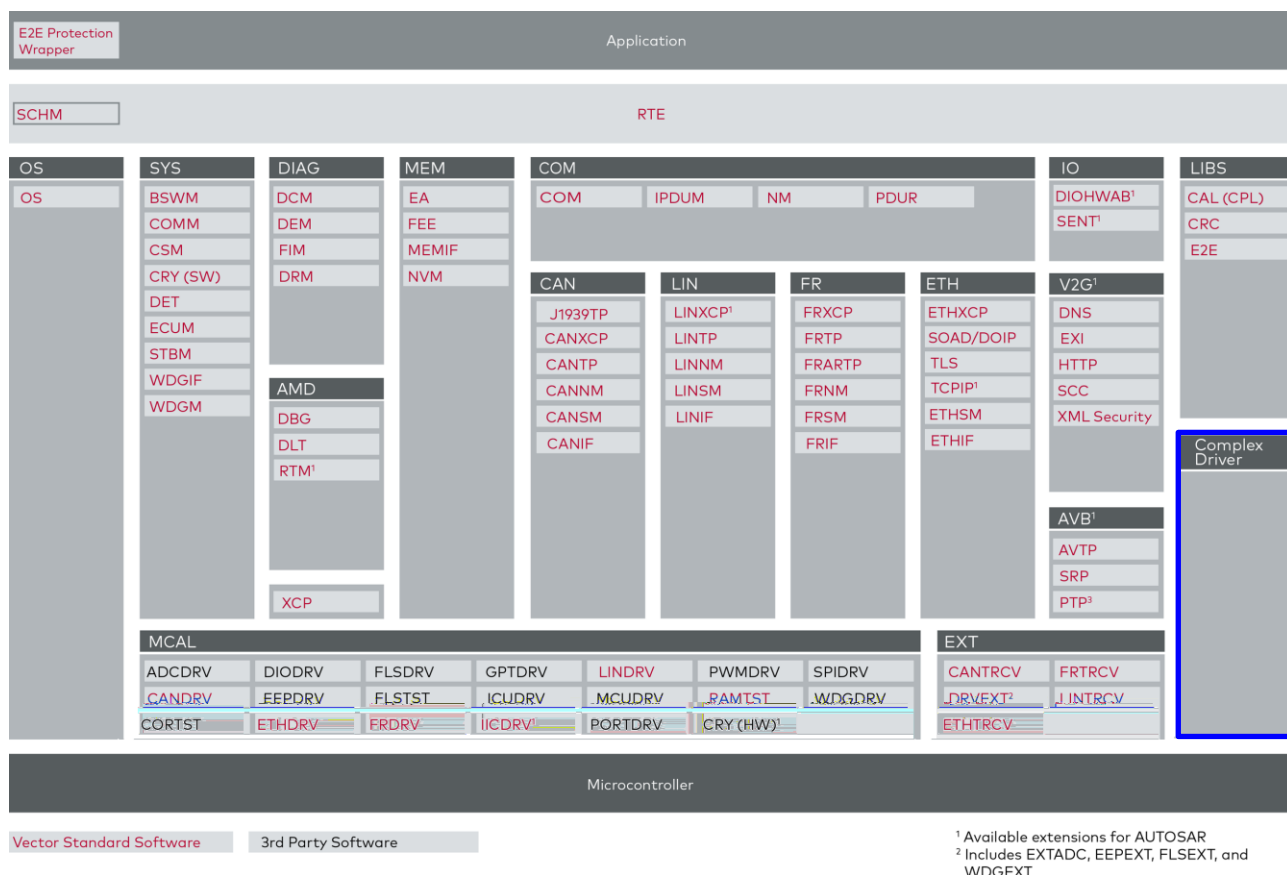 E2E Protection
Wrapper
Application
SCHM
RTE
OS
OS
SYS
BSWM
COMM
CSM
CRY (SW)
DET
ECUM
STBM
WDGIF
WDGM
DIAG
DCM
DEM
FIM
DRM
AMD
DBG
DLT
RTM¹
XCP
MEM
EA
FEE
MEMIF
NVM
COM
COM IPDUM NM PDUR
CAN
J1939TP
CANXCP
CANTP
CANNM
CANSM
CANIF
LIN
LINXCP¹
LINTP
LINNM
LINSM
LINIF
FR
FRXCP
FRTP
FRARTP
FRNM
FRSM
FRIF
ETH
ETHXCP
SOAD/DOIP
TLS
TCPIP¹
ETHSM
ETHIF
IO
DIOHWAB¹
SENT¹
V2G¹
DNS
EXI
HTTP
SCC
XML Security
AVB¹
AVTP
SRP
PTP³
LIBS
CAL (CPL)
CRC
E2E
Complex
Driver
MCAL
ADCDRV DIODRV FLSDRV GPTDRV LINDRV PWMDRV SPIDRV
CANDRV EEPDRV FLSTST ICUDRV MCUDRV RAMTST WDGDRV
CORTST ETHDRV FRDRV IICDRV¹ PORTDRV CRY (HW)¹
EXT
CANTRCV FRTRCV
DRVEXT² LINTRCV
ETHTRCV
Microcontroller
Vector Standard Software
3rd Party Software
¹ Available extensions for AUTOSAR
² Includes EXTADC, EEPEXT, FLSEXT, and
WDGEXT